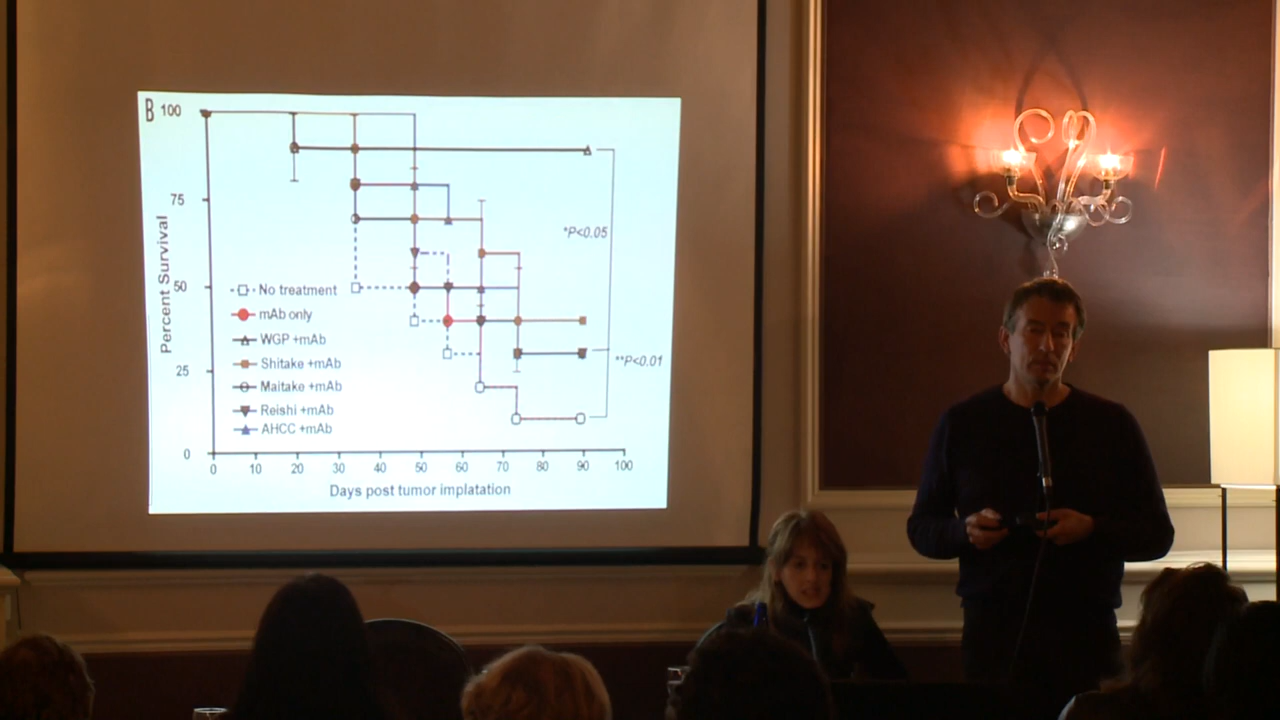 B 100
75
50
25
0
Percent Survival
No treatment
mAb only
WGP +mAb
Shitake +mAb
Maitake +mAb
Reishi +mAb
AHCC +mAb
*P<0.05
**P<0.01
0 10 20 30 40 50 60 70 80 90 100
Days post tumor implatation